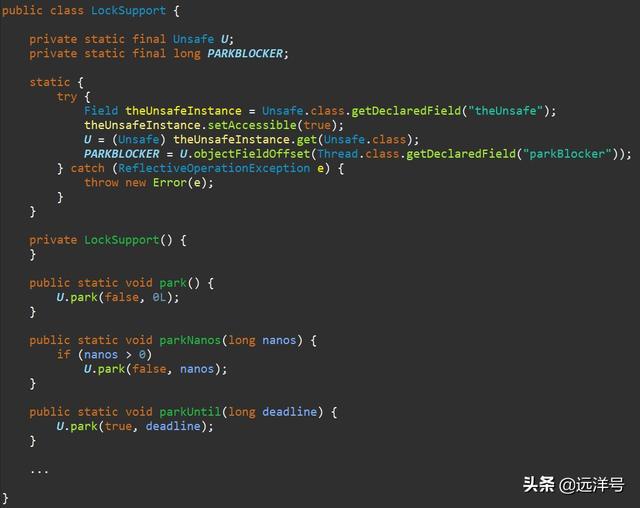 public class LockSupport {

    private static final Unsafe U;
    private static final long PARKBLOCKER;

    static {
        try {
            Field theUnsafeInstance = Unsafe.class.getDeclaredField("theUnsafe");
            theUnsafeInstance.setAccessible(true);
            U = (Unsafe) theUnsafeInstance.get(Unsafe.class);
            PARKBLOCKER = U.objectFieldOffset(Thread.class.getDeclaredField("parkBlocker"));
        } catch (ReflectiveOperationException e) {
            throw new Error(e);
        }
    }

    private LockSupport() {
    }

    public static void park() {
        U.park(false, 0L);
    }

    public static void parkNanos(long nanos) {
        if (nanos > 0)
            U.park(false, nanos);
    }

    public static void parkUntil(long deadline) {
        U.park(true, deadline);
    }

    ...

}
头条 @远洋号